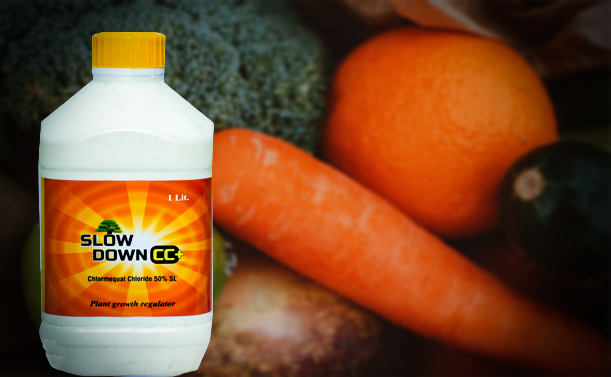 1 Lit.
SLOW
DOWN CC
Chlormequat Chloride 50% SL
Plant growth regulator